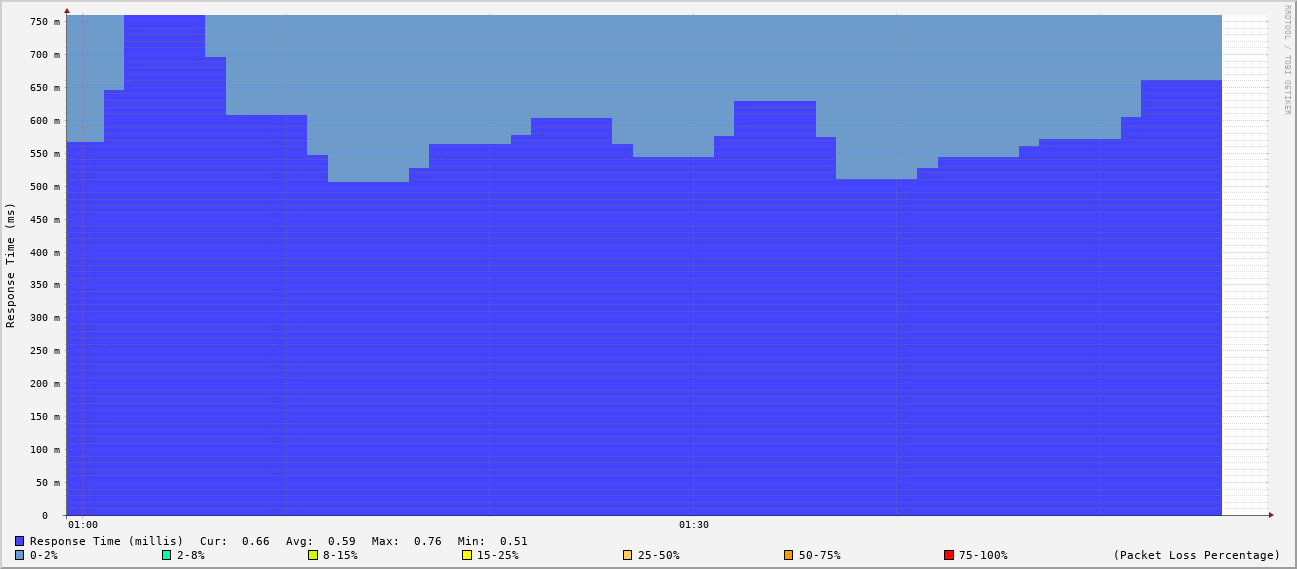 RRDTOOL / TOBI OETIKER
Response Time (ms)
750 m
700 m
650 m
600 m
550 m
500 m
450 m
400 m
350 m
300 m
250 m
200 m
150 m
100 m
50 m
0
01:00 01:30
Response Time (millis) Cur: 0.66 Avg: 0.59 Max: 0.76 Min: 0.51
0-2% 2-8% 8-15% 15-25% 25-50% 50-75% 75-100% (Packet Loss Percentage)